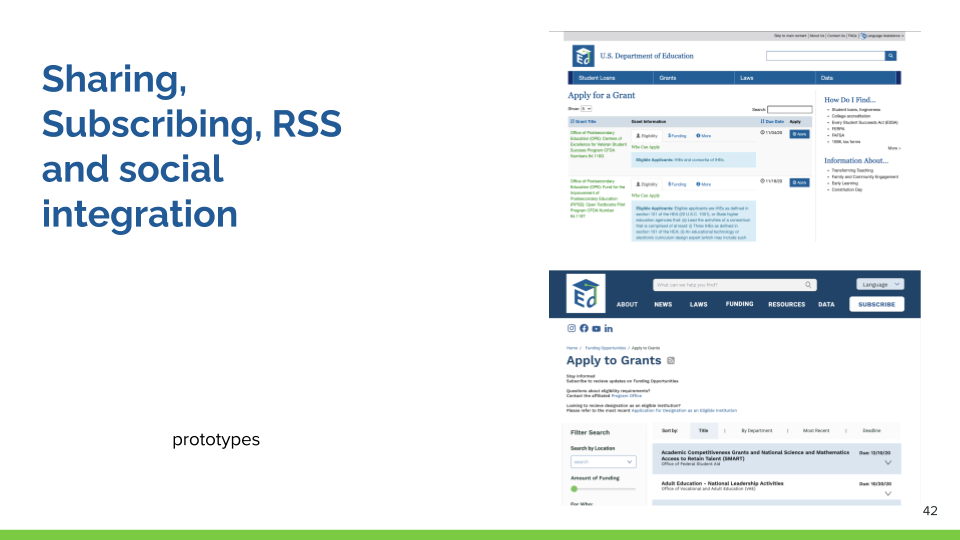 Sharing,
Subscribing, RSS
and social
integration
prototypes
Skip to main content | About Us | Contact Us | FAQs | Language Assistance
U.S. Department of Education
Student Loans Grants Laws Data
Apply for a Grant
Show: Search:
Grant Title Grant Information Due Date Apply
Office of Postsecondary
Education (OPE): Centers of
Excellence for Veteran Student
Success Program CFDA
Eligibility Funding More
11/24/20 Apply
Who Can Apply
Eligible Applicants: IHEs and consortia of IHEs.
Office of Postsecondary
Education (OPE): Fund for the
Improvement of
Postsecondary Education
(FIPSE): Open Textbooks Pilot
Program CFDA Number
84.116T
Eligibility Funding More
11/18/20 Apply
Who Can Apply
Eligible Applicants: Eligible applicants are IHEs as defined in
section 101 of the HEA (20 U.S.C. 1001), or State higher
education agencies that: (i) Lead the activities of a consortium
that is comprised of at least (i) Three IHEs as defined in
section 101 of the HEA; (ii) An educational technology or
electronic curriculum design expert (which may include such
How Do I Find...
Student loans, forgiveness
College accreditation
Every Student Succeeds Act (ESSA)
FERPA
FAFSA
1098, tax forms
More >
Information About...
Transforming Teaching
Family and Community Engagement
Early Learning
Constitution Day
Ed
What can we help you find?
Language
ABOUT NEWS LAWS FUNDING RESOURCES DATA SUBSCRIBE
Home / Funding Opportunities / Apply to Grants
Apply to Grants
Stay Informed
Subscribe to recieve updates on Funding Opportunities
Questions about eligibility requirements?
Contact the affiliated Program Office
Looking to recieve designation as an eligible institution?
Please refer to the most recent Application for Designation as an Eligible Institution
Filter Search
Search by Location
search
Amount of Funding
For Who:
Sort by: Title | By Department | Most Recent | Deadline
Academic Competitiveness Grants and National Science and Mathematics
Access to Retain Talent (SMART)
Office of Federal Student Aid
Due: 12/10/20
Adult Education - National Leadership Activities
Office of Vocational and Adult Education (VAE)
Due: 10/30/20
42